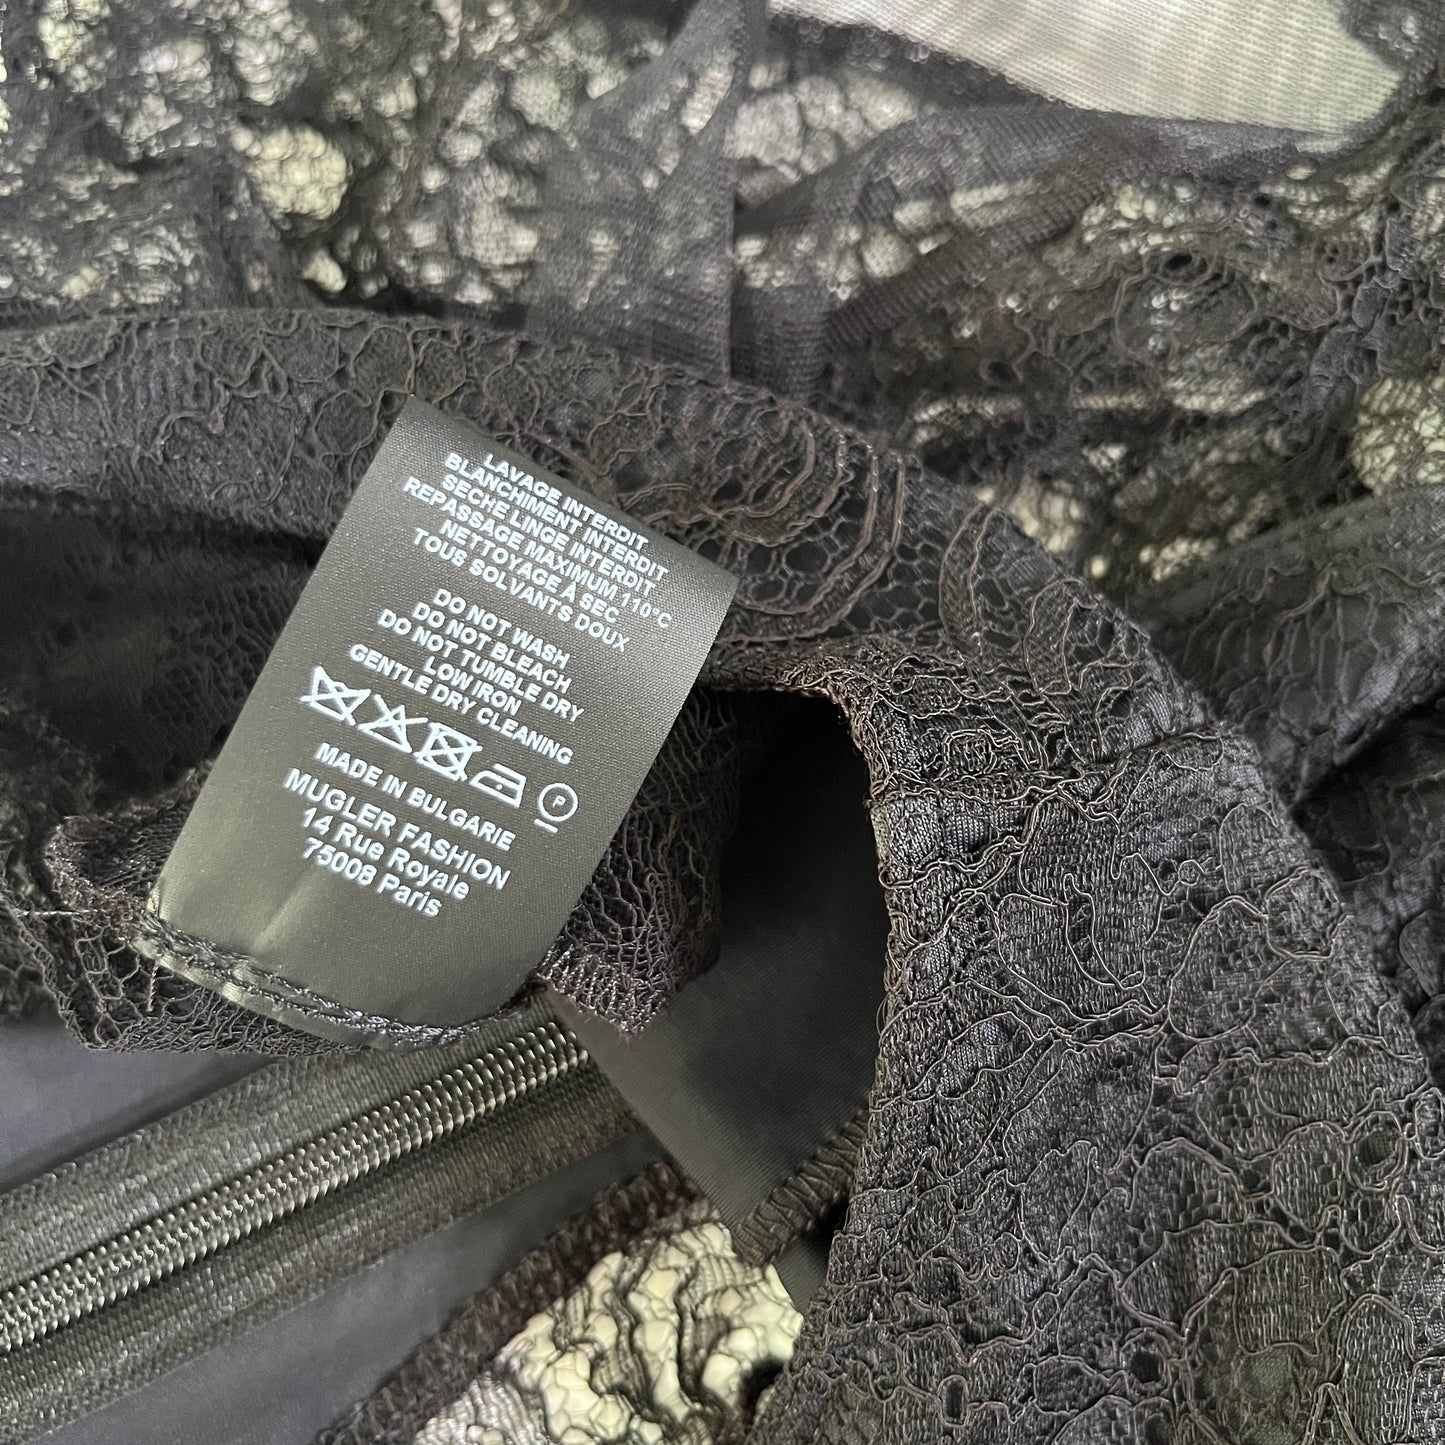 LAVAGE INTERDIT
BLANCHIMENT INTERDIT
SECHE LINGE INTERDIT
REPASSAGE MAXIMUM 110°C
NETTOYAGE À SEC
TOUS SOLVANTS DOUX
DO NOT WASH
DO NOT BLEACH
DO NOT TUMBLE DRY
LOW IRON
GENTLE DRY CLEANING
P
MADE IN BULGARIE
MUGLER FASHION
14 Rue Royale
75008 Paris